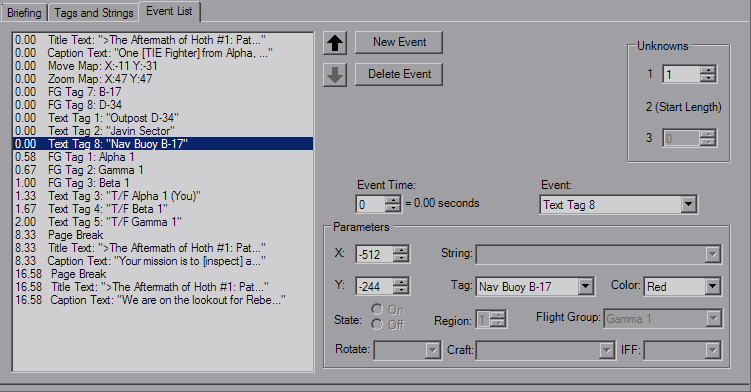 Briefing Tags and Strings Event List
0.00 Title Text: ">The Aftermath of Hoth #1: Pat..."
0.00 Caption Text: "One [TIE Fighter] from Alpha, ..."
0.00 Move Map: X:-11 Y:-31
0.00 Zoom Map: X:47 Y:47
0.00 FG Tag 7: B-17
0.00 FG Tag 8: D-34
0.00 Text Tag 1: "Outpost D-34"
0.00 Text Tag 2: "Javin Sector"
0.00 Text Tag 8: "Nav Buoy B-17"
0.58 FG Tag 1: Alpha 1
0.67 FG Tag 2: Gamma 1
1.00 FG Tag 3: Beta 1
1.33 Text Tag 3: "T/F Alpha 1 (You)"
1.67 Text Tag 4: "T/F Beta 1"
2.00 Text Tag 5: "T/F Gamma 1"
8.33 Page Break
8.33 Title Text: ">The Aftermath of Hoth #1: Pat..."
8.33 Caption Text: "Your mission is to [inspect] a..."
16.58 Page Break
16.58 Title Text: ">The Aftermath of Hoth #1: Pat..."
16.58 Caption Text: "We are on the lookout for Rebe..."
New Event
Delete Event
Unknowns
1 1
2 (Start Length)
3 0
Event Time: Event:
0 = 0.00 seconds Text Tag 8
Parameters
X: -512 String:
Y: -244 Tag: Nav Buoy B-17 Color: Red
State: On Off Region: 1 Flight Group: Gamma 1
Rotate: Craft: IFF: